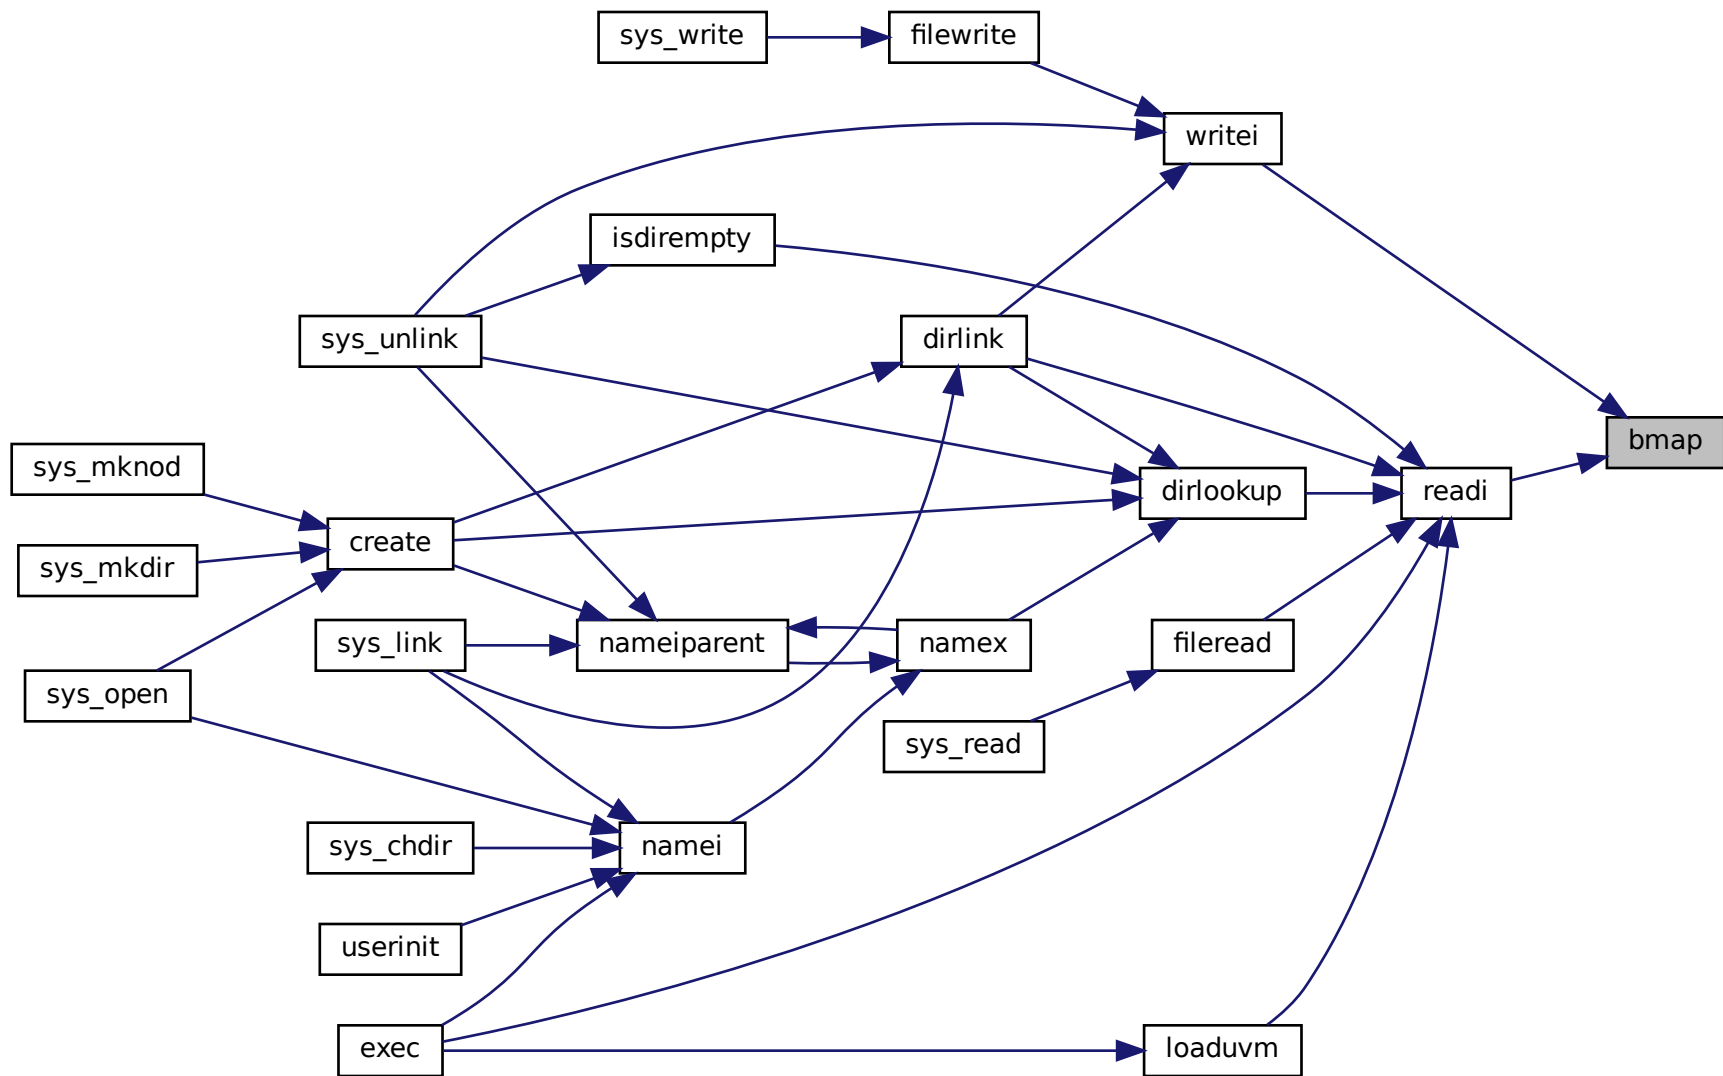 sys_write
filewrite
writei
isdirempty
sys_unlink
dirlink
bmap
sys_mknod
dirlookup
readi
create
sys_mkdir
sys_link
nameiparent
namex
fileread
sys_open
sys_read
sys_chdir
namei
userinit
exec
loaduvm